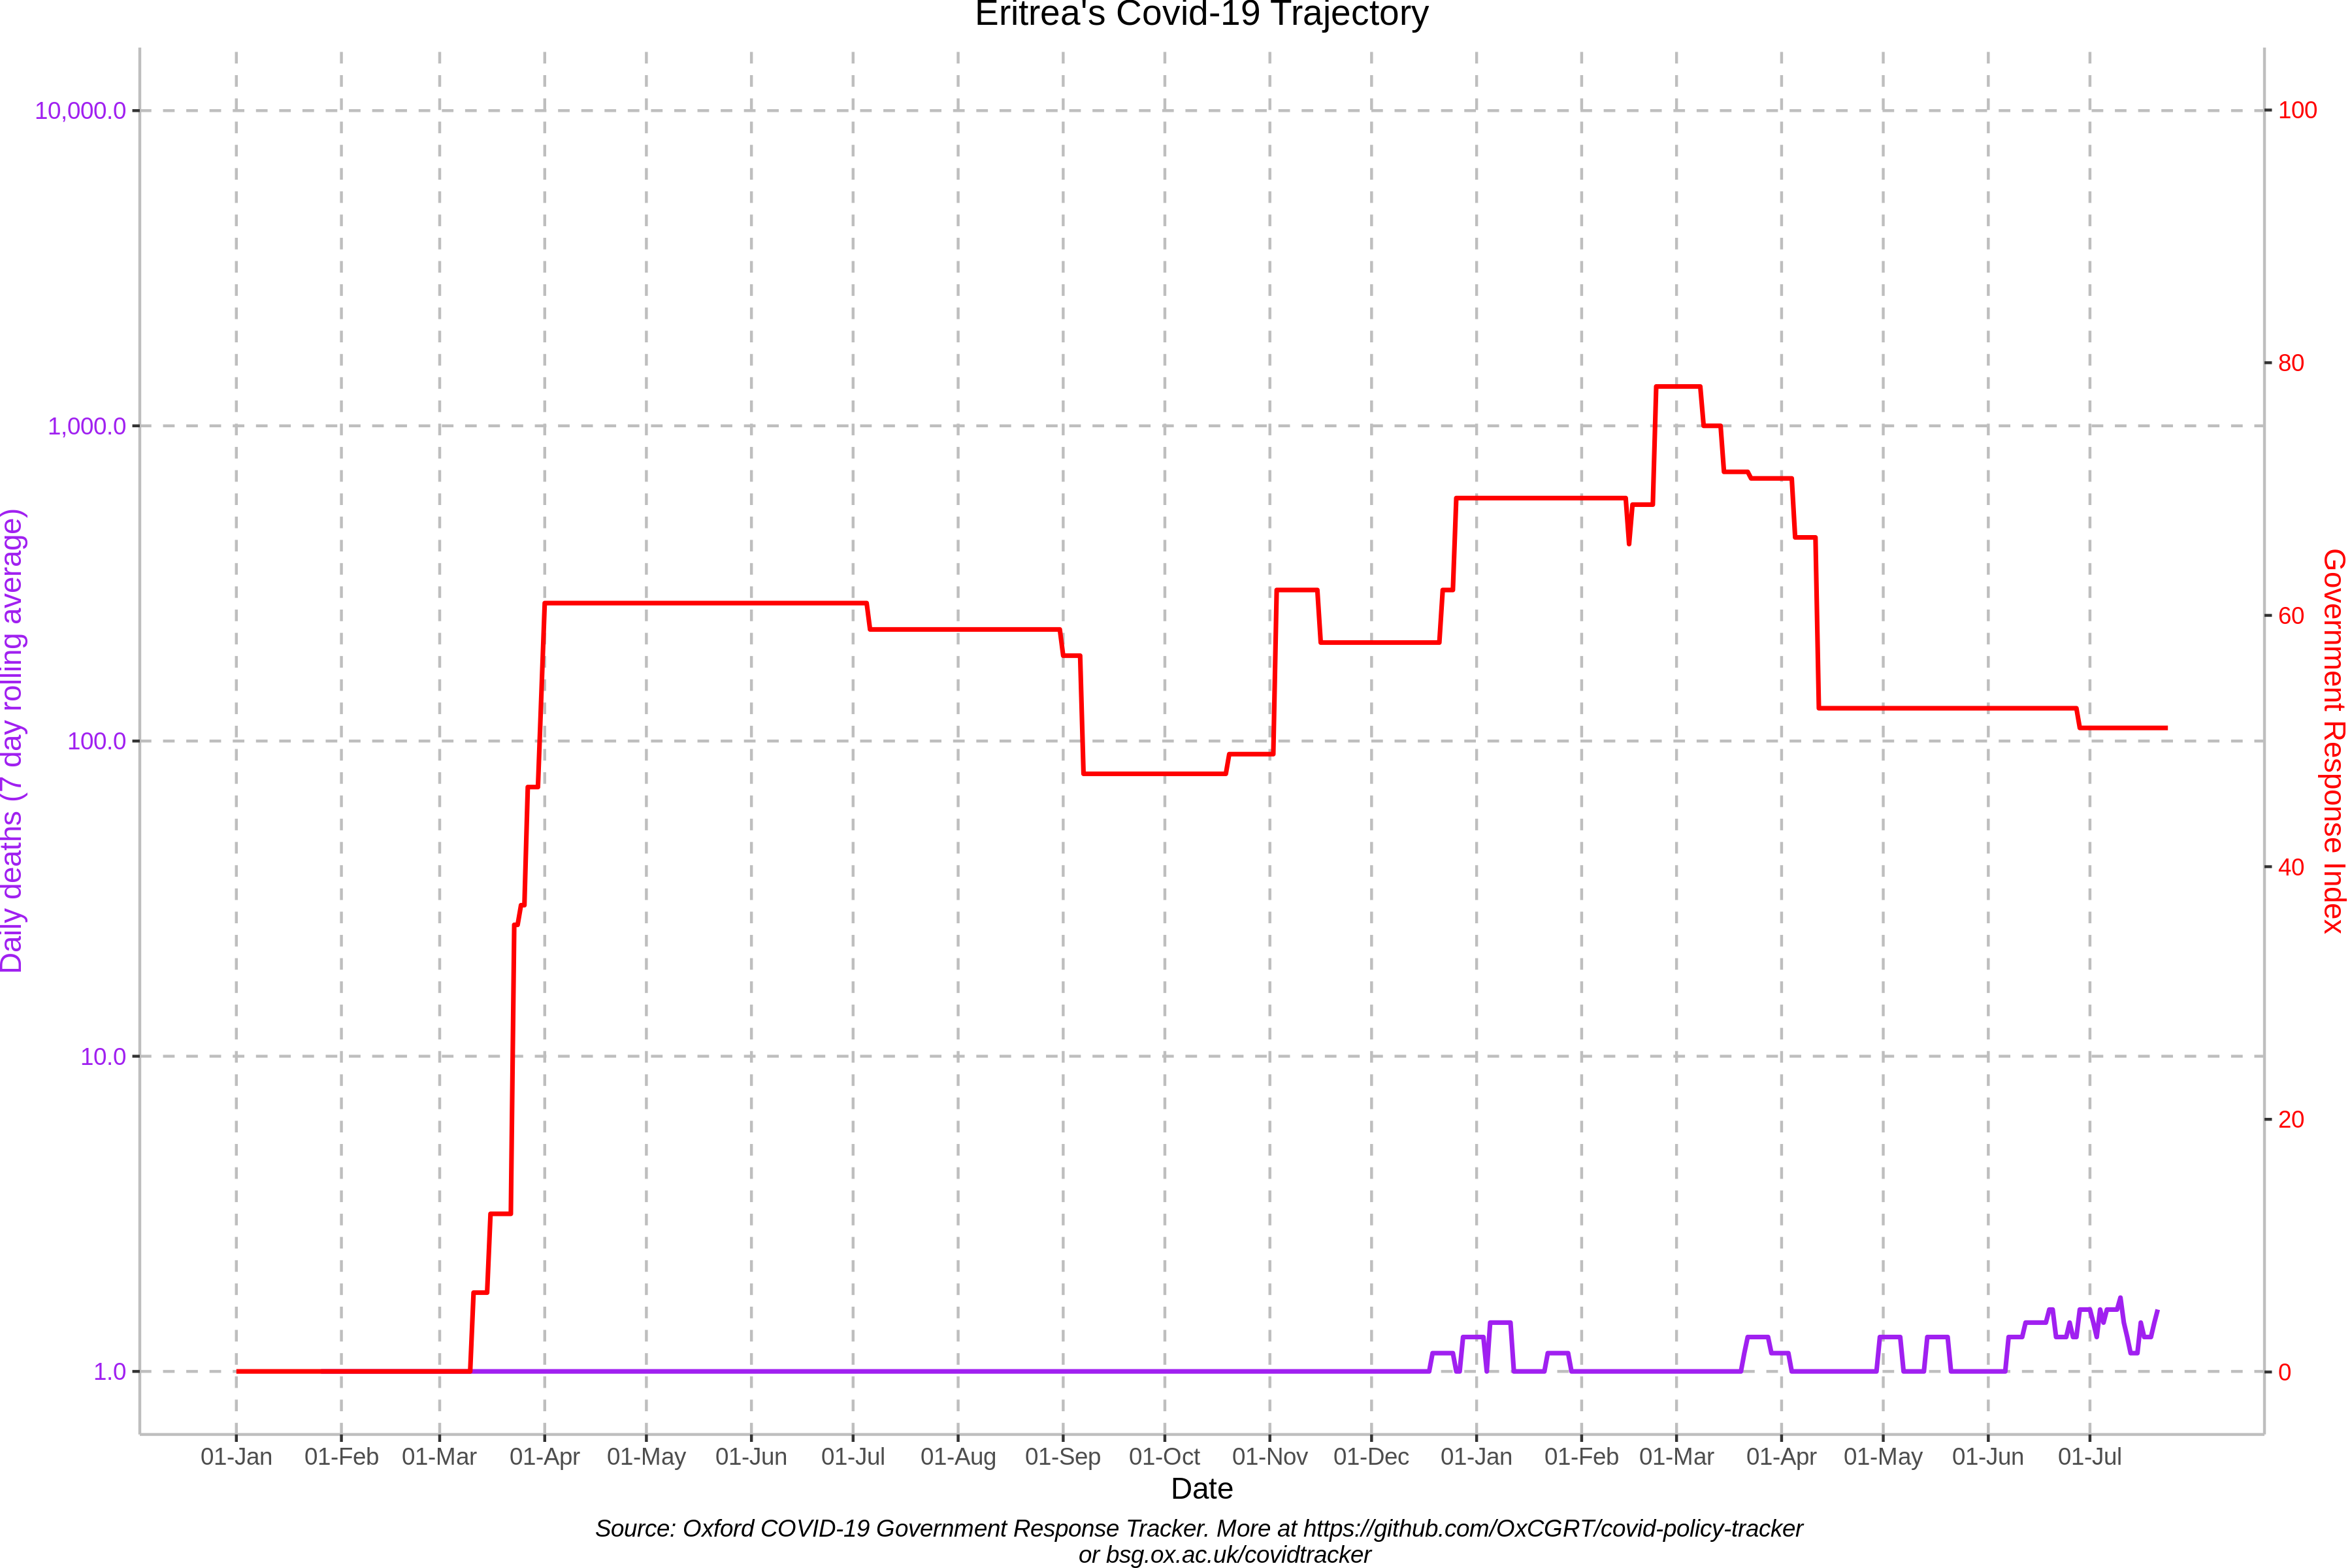 Eritrea's Covid-19 Trajectory
10,000.0
1,000.0
100.0
10.0
1.0
Daily deaths (7 day rolling average)
100
80
60
40
20
0
Government Response Index
01-Jan 01-Feb 01-Mar 01-Apr 01-May 01-Jun 01-Jul 01-Aug 01-Sep 01-Oct 01-Nov 01-Dec 01-Jan 01-Feb 01-Mar 01-Apr 01-May 01-Jun 01-Jul
Date
Source: Oxford COVID-19 Government Response Tracker. More at https://github.com/OxCGRT/covid-policy-tracker
or bsg.ox.ac.uk/covidtracker